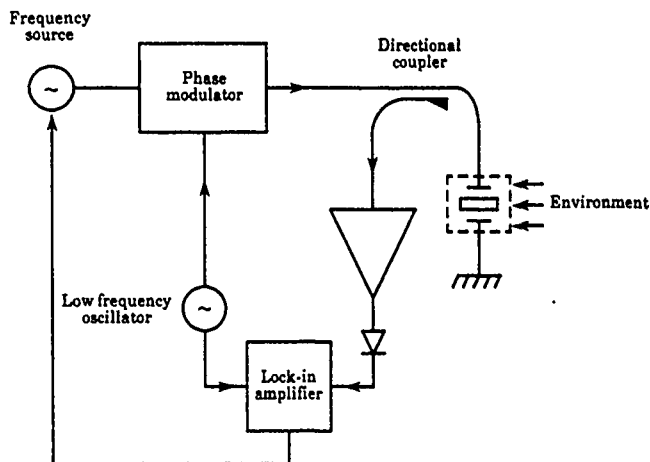 Frequency
source
Phase
modulator
Directional
coupler
Environment
Low frequency
oscillator
Lock-in
amplifier